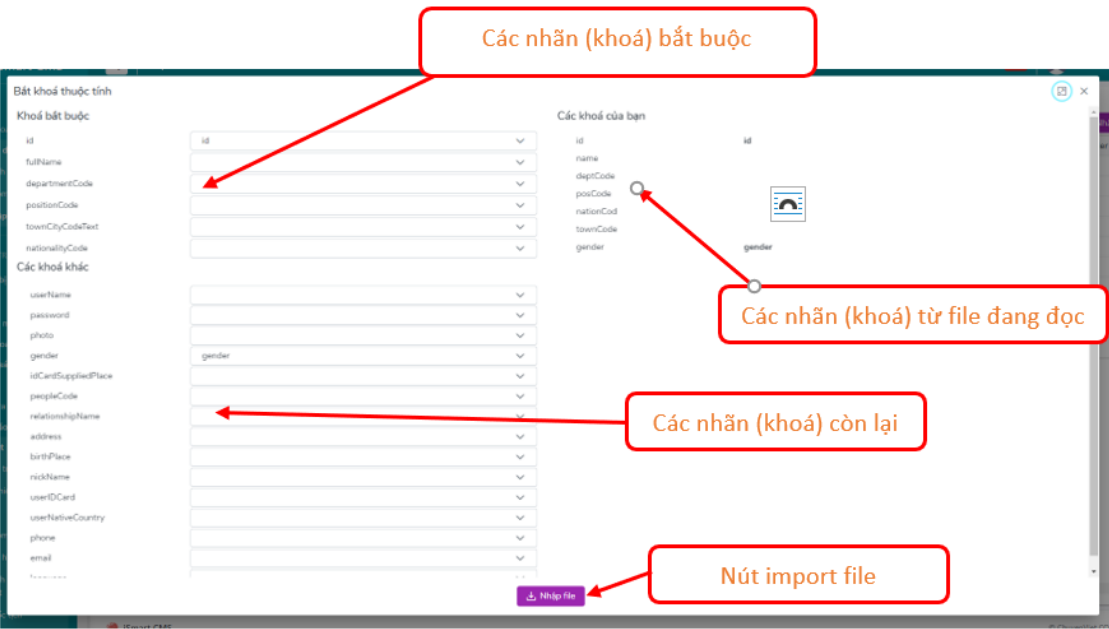 Các nhãn (khoá) bắt buộc
Bắt khoá thuộc tính
Khoá bắt buộc
Các khoá của bạn
id
id
id
id
fullName
name
departmentCode
deptCode
positionCode
posCode
nationCod
townCityCodeText
townCode
nationalityCode
gender
gender
Các khoá khác
userName
Các nhãn (khoá) từ file đang đọc
password
photo
gender
gender
idCardSuppliedPlace
peopleCode
relationshipName
Các nhãn (khoá) còn lại
address
birthPlace
nickName
userIDCard
userNativeCountry
phone
email
Nút import file
Nhập file